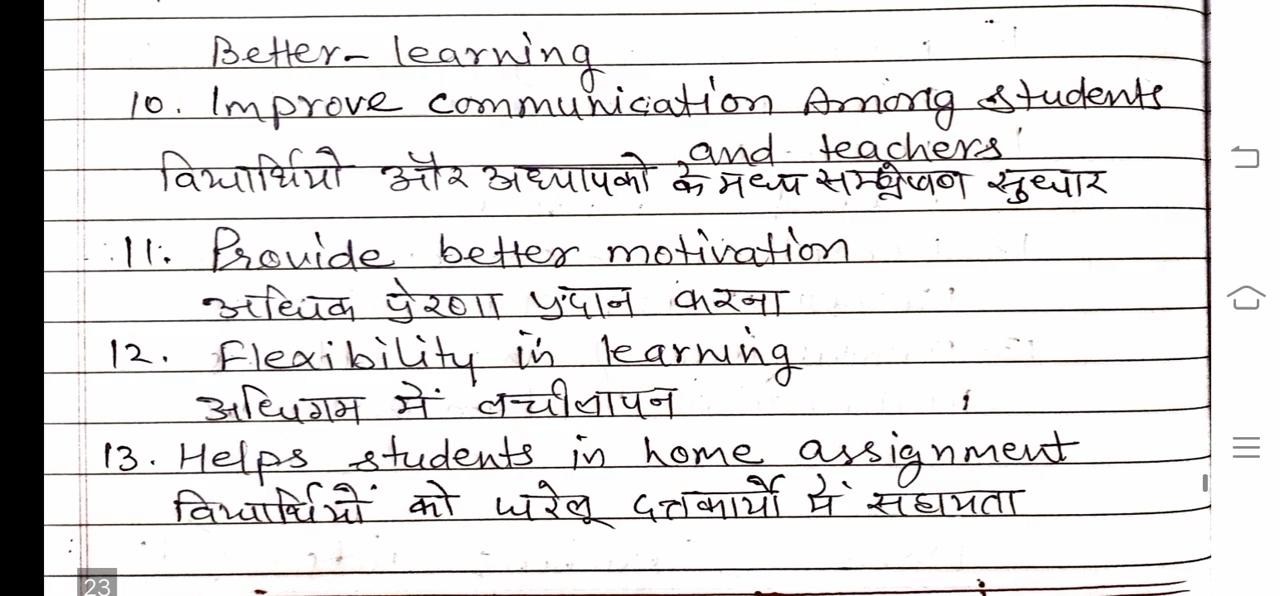 Better- learning
10. Improve communication Among students
and teachers
विद्यार्थियो और अध्यापको के मध्य सम्प्रेषण सुधार
11. Provide better motivation
अधिक प्रेरणा प्रदान करना
12. Flexibility in learning
अधिगम में लचीलापन
13. Helps students in home assignment
विद्यार्थियों को घरेलू दत्तकार्यो में सहायता
23